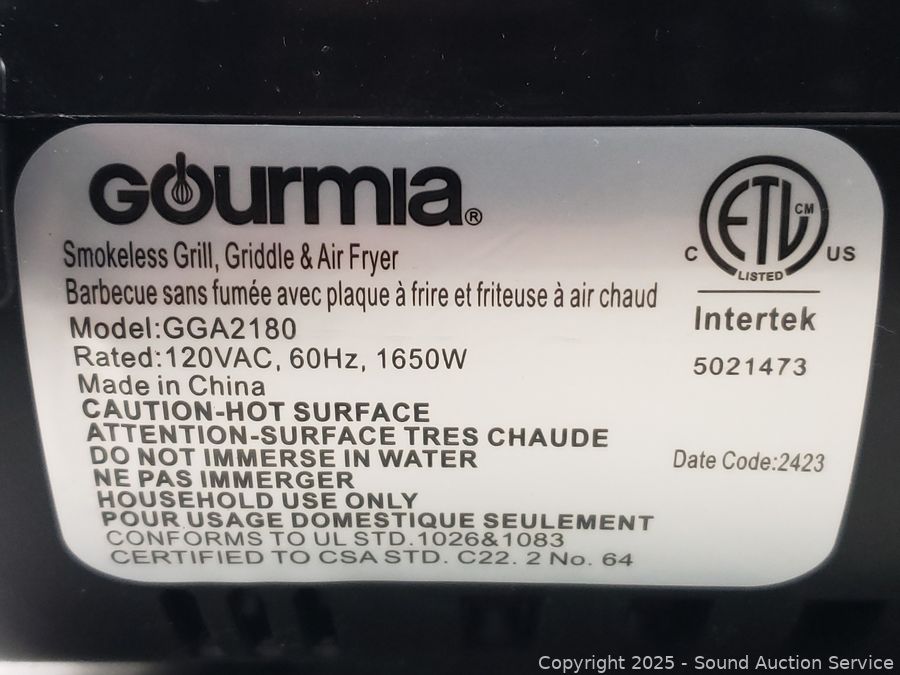 Gourmia®
Smokeless Grill, Griddle & Air Fryer
Barbecue sans fumée avec plaque à frire et friteuse à air chaud
Model:GGA2180
Rated:120VAC, 60Hz, 1650W
Made in China
CAUTION-HOT SURFACE
ATTENTION-SURFACE TRES CHAUDE
DO NOT IMMERSE IN WATER
NE PAS IMMERGER
HOUSEHOLD USE ONLY
POUR USAGE DOMESTIQUE SEULEMENT
CONFORMS TO UL STD.1026&1083
CERTIFIED TO CSA STD. C22. 2 No. 64
ETL CM
LISTED
C US
Intertek
5021473
Date Code:2423
Copyright 2025 - Sound Auction Service